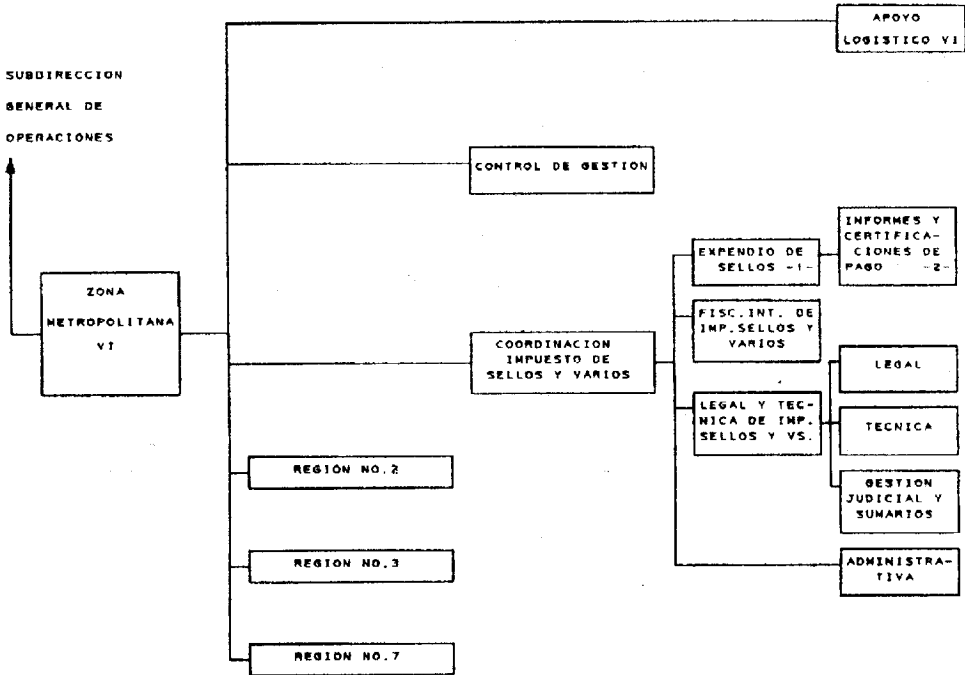 APOYO
LOGISTICO VI
SUBDIRECCION
GENERAL DE
OPERACIONES
CONTROL DE GESTION
EXPENDIO DE
SELLOS -1-
INFORMES Y
CERTIFICA-
CIONES DE
PAGO -2-
ZONA
METROPOLITANA
VI
FISC.INT. DE
IMP.SELLOS Y
VARIOS
COORDINACION
IMPUESTO DE
SELLOS Y VARIOS
LEGAL
LEGAL Y TEC-
NICA DE IMP.
SELLOS Y VS.
TECNICA
REGION NO.2
GESTION
JUDICIAL Y
SUMARIOS
REGION NO.3
ADMINISTRA-
TIVA
REGION NO.7